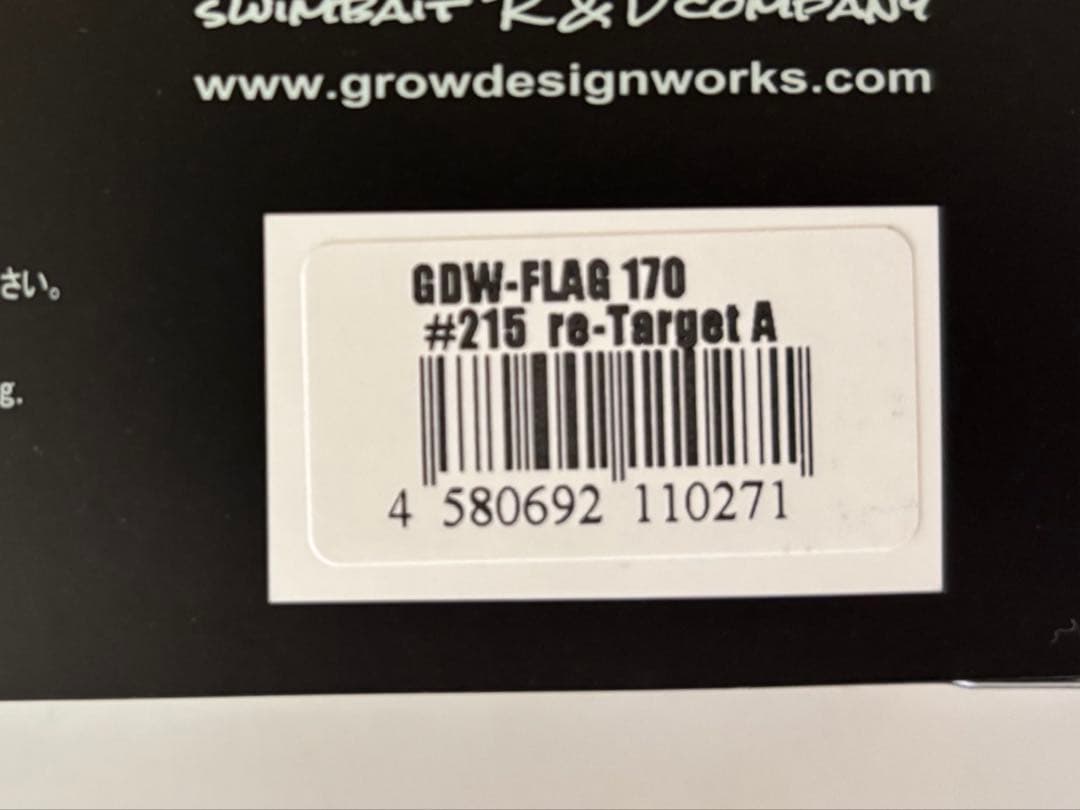 SWIMBAIT R & D COMPANY
www.growdesignworks.com
さい。
g.
GDW-FLAG 170
#215 re-Target A
4 580692 110271